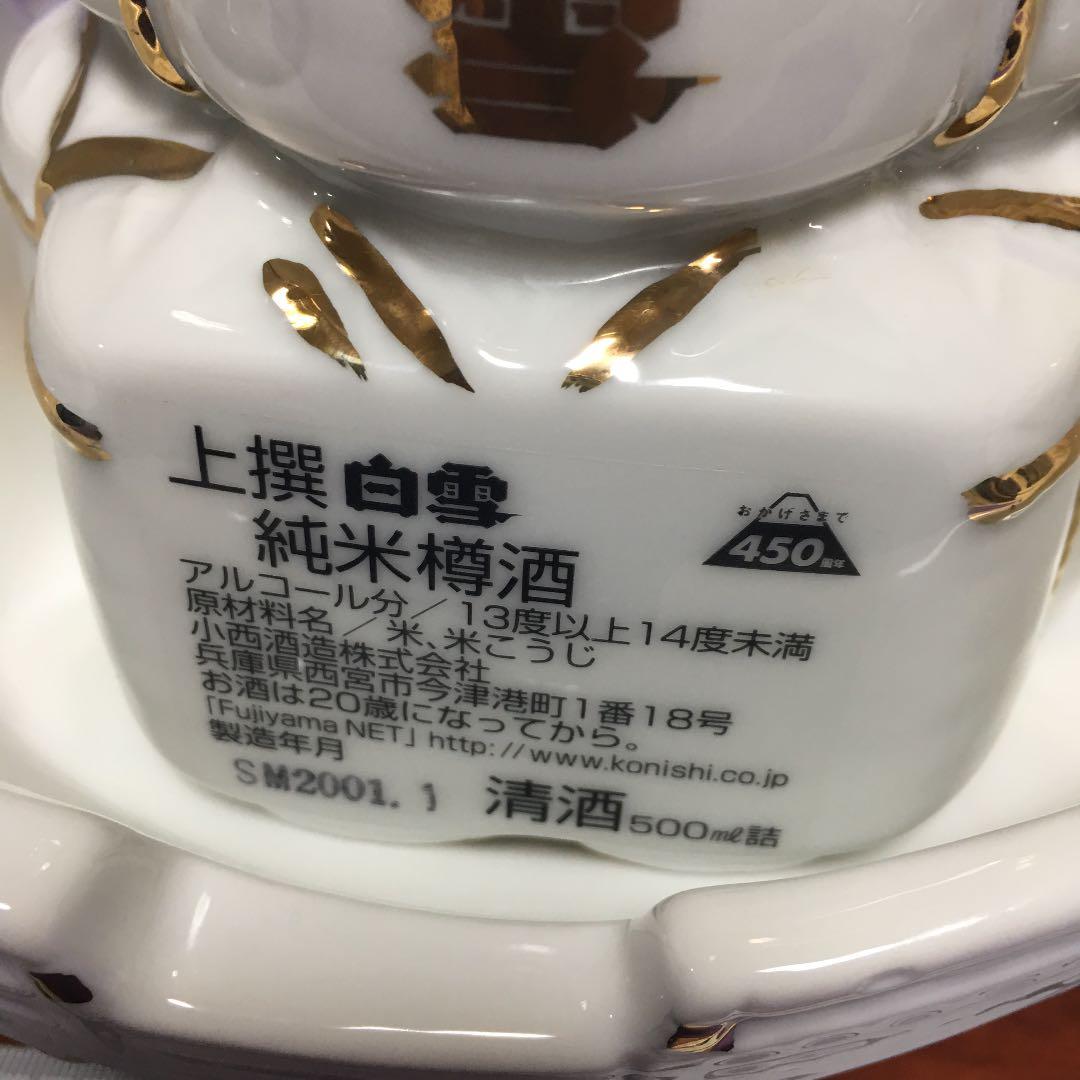 上撰 白雪
純米樽酒
おかげさまで
450周年
アルコール分／13度以上14度未満
原材料名／米、米こうじ
小西酒造株式会社
兵庫県西宮市今津港町1番18号
お酒は20歳になってから。
「Fujiyama NET」http://www.konishi.co.jp
製造年月
SM2001.1
清酒500㎖詰